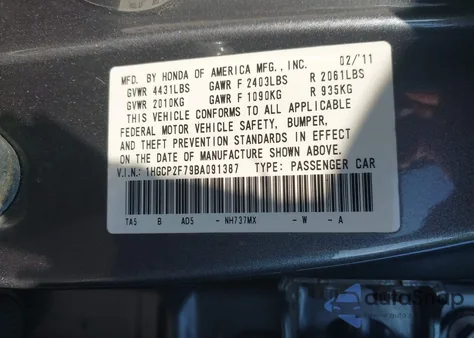 MFD. BY HONDA OF AMERICA MFG., INC. 02/'11
GVWR 4431LBS GAWR F 2403LBS R 2061LBS
GVWR 2010KG GAWR F 1090KG R 935KG
THIS VEHICLE CONFORMS TO ALL APPLICABLE
FEDERAL MOTOR VEHICLE SAFETY, BUMPER,
AND THEFT PREVENTION STANDARDS IN EFFECT
ON THE DATE OF MANUFACTURE SHOWN ABOVE.
V.I.N.: 1HGCP2F79BA091387 TYPE: PASSENGER CAR
TA5 B A05 - NH737MX - W - A
autoSnap